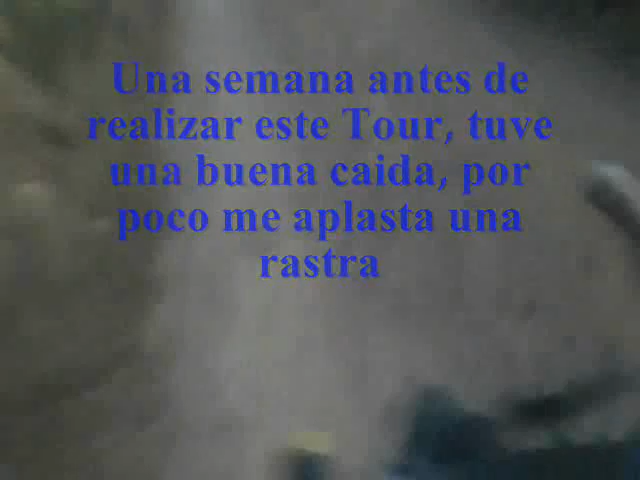 Una semana antes de
realizar este Tour, tuve
una buena caida, por
poco me aplasta una
rastra